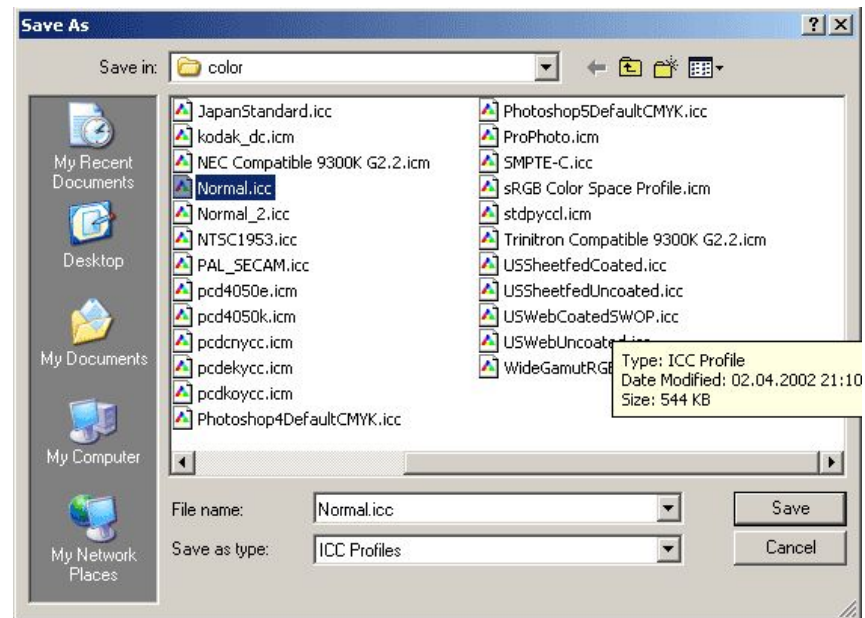 Save As
Save in:
color
My Recent
Documents
Desktop
My Documents
My Computer
My Network
Places
JapanStandard.icc
kodak_dc.icm
NEC Compatible 9300K G2.2.icm
Normal.icc
Normal_2.icc
NTSC1953.icc
PAL_SECAM.icc
pcd4050e.icm
pcd4050k.icm
pcdcnycc.icm
pcdekycc.icm
pcdkoycc.icm
Photoshop4DefaultCMYK.icc
Photoshop5DefaultCMYK.icc
ProPhoto.icm
SMPTE-C.icc
sRGB Color Space Profile.icm
stdpyccl.icm
Trinitron Compatible 9300K G2.2.icm
USSheetfedCoated.icc
USSheetfedUncoated.icc
USWebCoatedSWOP.icc
USWebUncoated.icc
WideGamutRGB
Type: ICC Profile
Date Modified: 02.04.2002 21:10
Size: 544 KB
File name:
Normal.icc
Save
Save as type:
ICC Profiles
Cancel